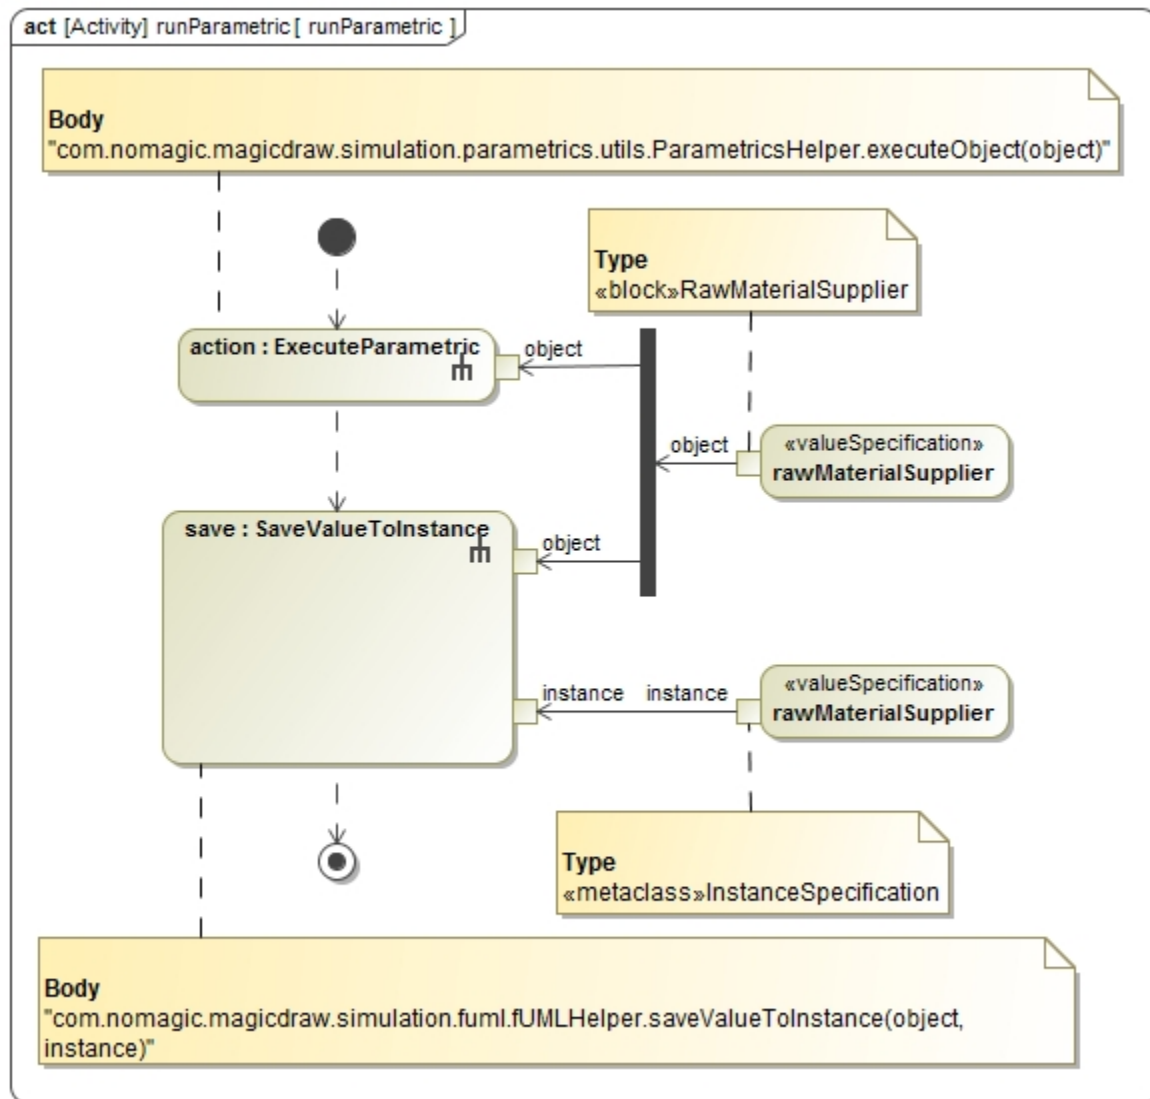 act [Activity] runParametric [ runParametric ]
Body
"com.nomagic.magicdraw.simulation.parametrics.utils.ParametricsHelper.executeObject(object)"
Type
«block»RawMaterialSupplier
action : ExecuteParametric
object
object
«valueSpecification»
rawMaterialSupplier
save : SaveValueToInstance
object
instance
instance
«valueSpecification»
rawMaterialSupplier
Type
«metaclass»InstanceSpecification
Body
"com.nomagic.magicdraw.simulation.fuml.fUMLHelper.saveValueToInstance(object,
instance)"